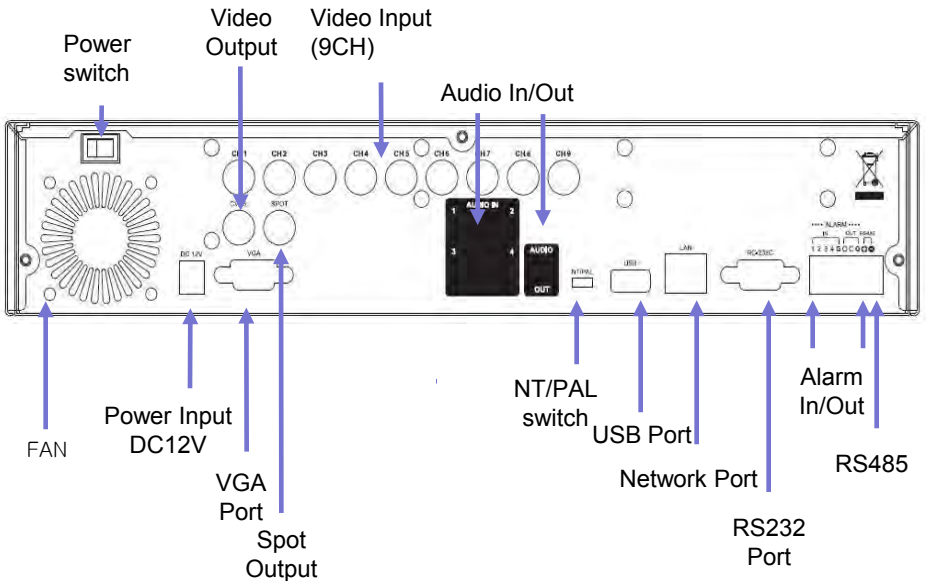 Video
Output
Video Input
(9CH)
Power
switch
Audio In/Out
CH1 CH2 CH3 CH4 CH5 CH6 CH7 CH8 CH9
SPOT
AUDIO IN
1 2
3 4
AUDIO
OUT
DC 12V
VGA
NT/PAL
USB
LAN
RS-232C
ALARM
IN OUT RS485
1 2 3 4 G O C G
FAN
Power Input
DC12V
VGA
Port
Spot
Output
NT/PAL
switch
USB Port
Network Port
RS232
Port
Alarm
In/Out
RS485